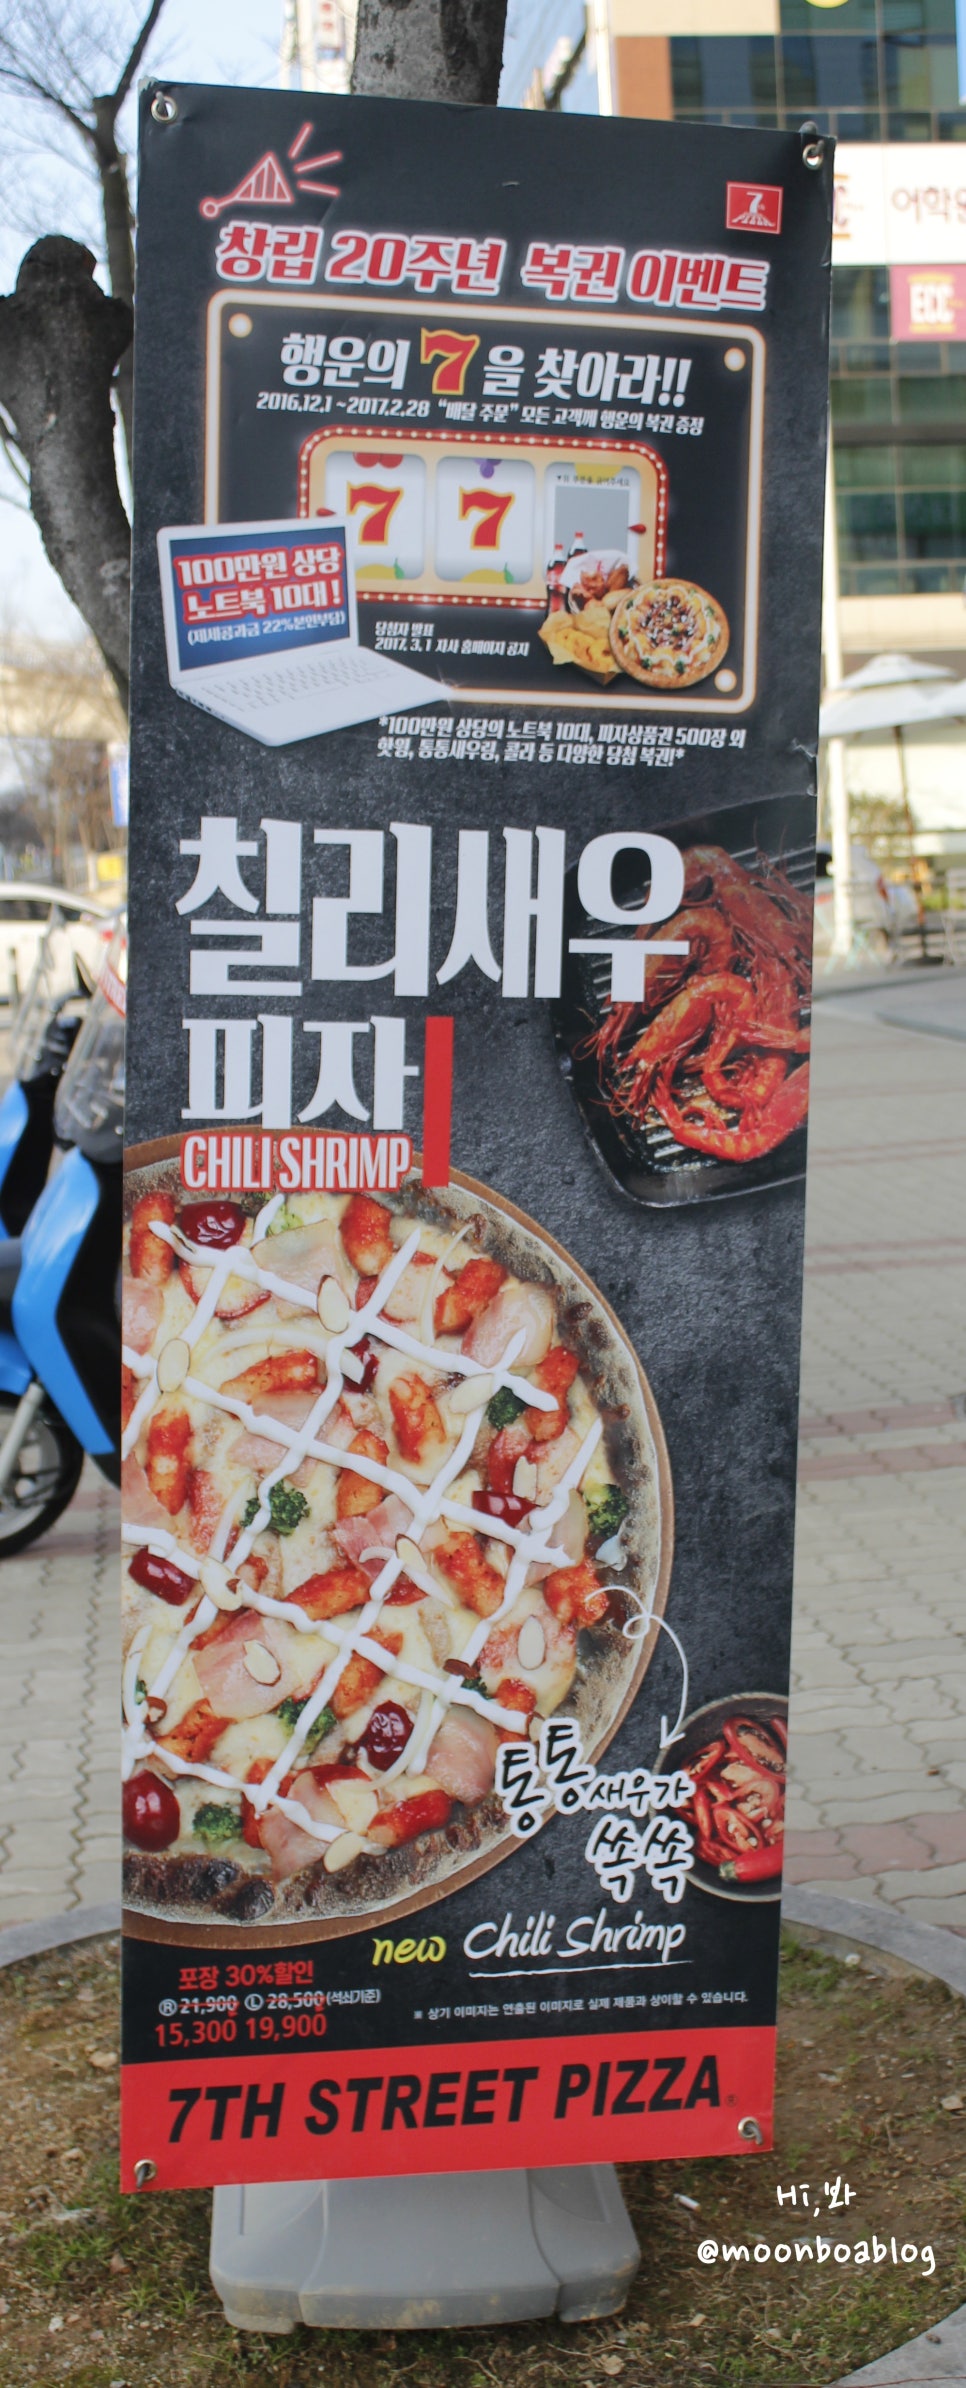 7
창립 20주년 복권 이벤트
행운의 7을 찾아라!!
2016.12.1 ~2017.2.28 “배달 주문” 모든 고객께 행운의 복권 증정
7 7
100만원 상당
노트북 10대!
(제세공과금 22%본인부담)
당첨자 발표
2017. 3. 1 자사 홈페이지 공지
*100만원 상당의 노트북 10대, 피자상품권 500장 외
핫윙, 통통새우링, 콜라 등 다양한 당첨 복권!*
칠리새우
피자
CHILI SHRIMP
통통새우가
쏙쏙
new Chili Shrimp
포장 30%할인
Ⓡ 21,900 Ⓛ 28,500(석쇠기준)
15,300 19,900
※ 상기 이미지는 연출된 이미지로 실제 제품과 상이할 수 있습니다.
7TH STREET PIZZA®
어학원
ECC
Hi, 봐
@moonboablog